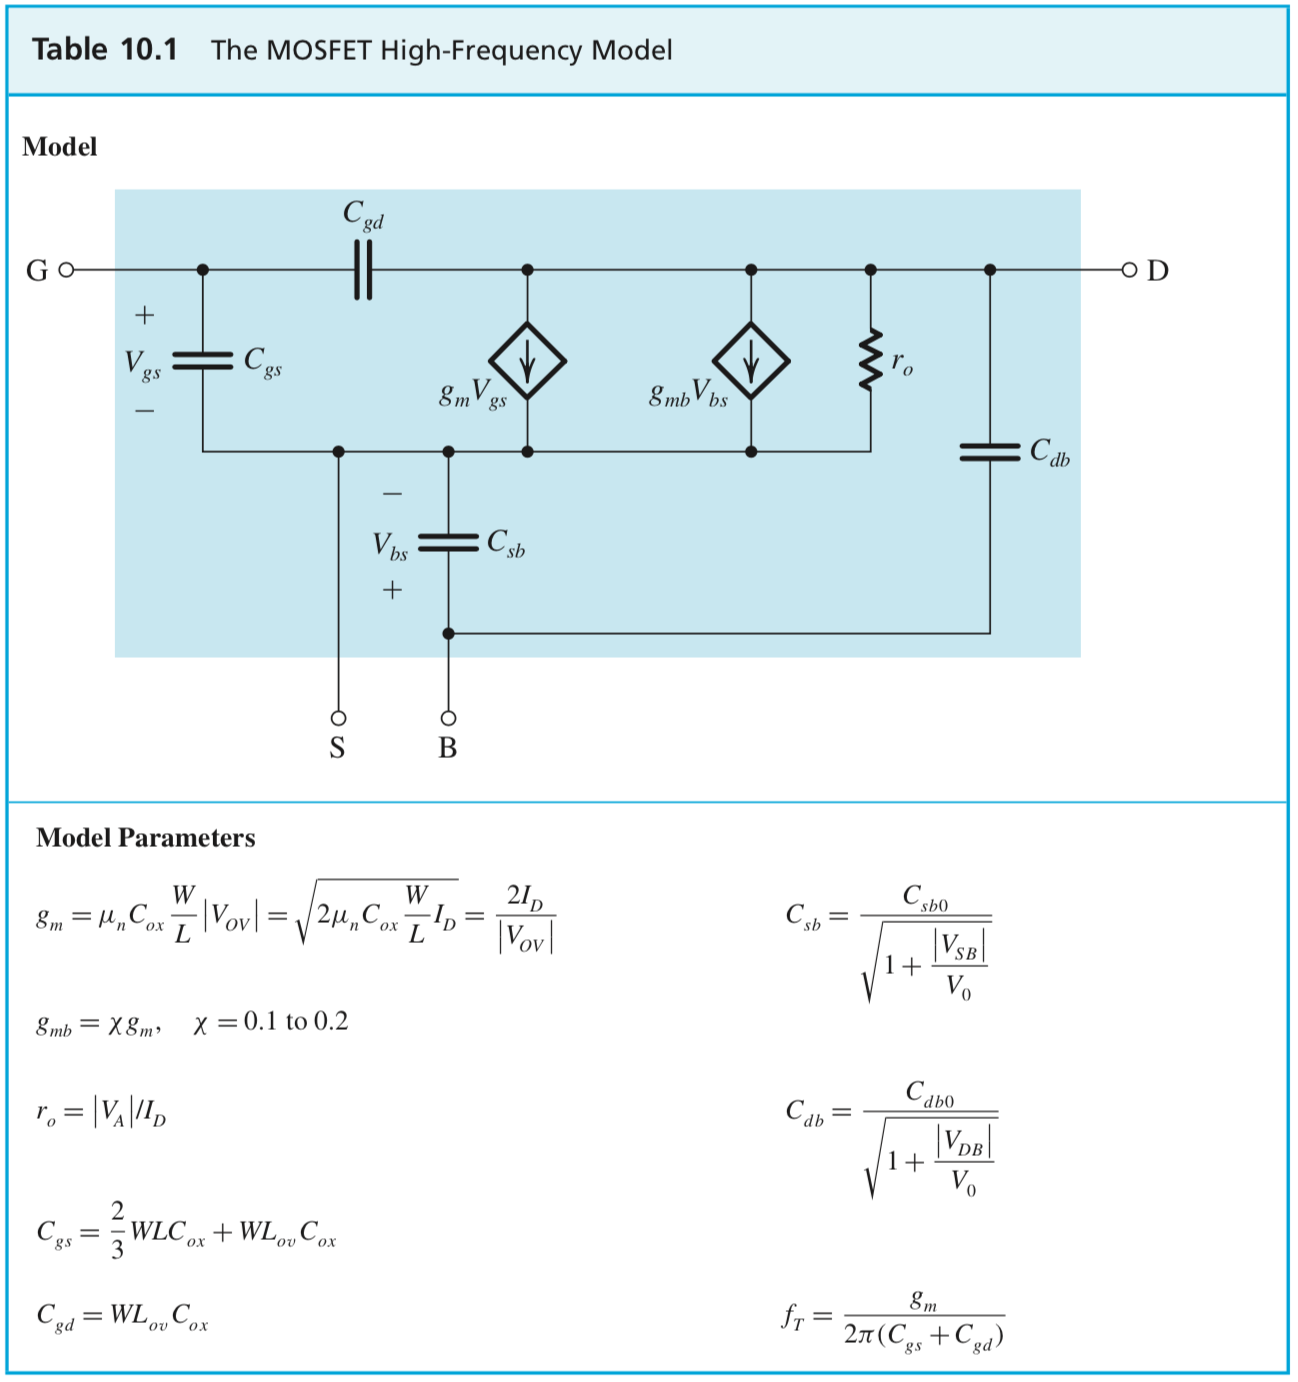 Table 10.1 The MOSFET High-Frequency Model
Model
C_gd
G
D
+
V_gs
−
C_gs
g_m V_gs
g_mb V_bs
r_o
C_db
−
V_bs
+
C_sb
S
B
Model Parameters
g_m = μ_n C_ox W/L |V_OV| = √(2μ_n C_ox W/L I_D) = 2I_D/|V_OV|
C_sb = C_sb0/√(1 + |V_SB|/V_0)
g_mb = χg_m, χ = 0.1 to 0.2
r_o = |V_A|/I_D
C_db = C_db0/√(1 + |V_DB|/V_0)
C_gs = 2/3 WLC_ox + WL_ov C_ox
C_gd = WL_ov C_ox
f_T = g_m/2π(C_gs + C_gd)